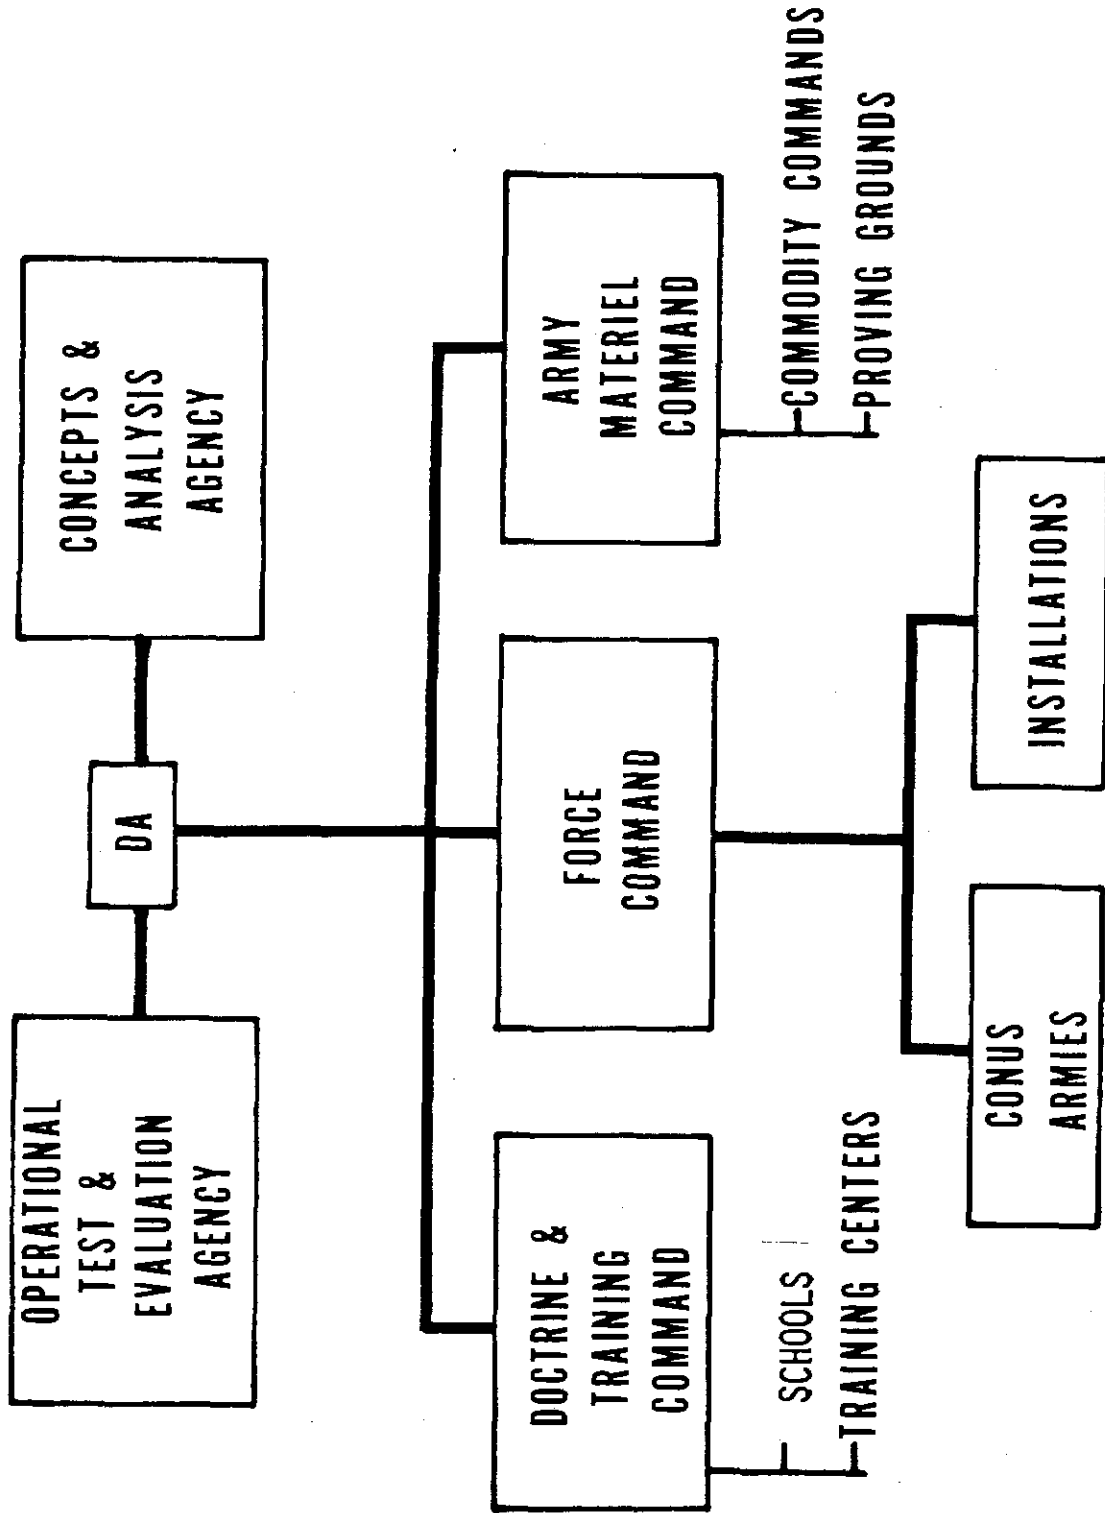 OPERATIONAL
TEST &
EVALUATION
AGENCY
DA
CONCEPTS &
ANALYSIS
AGENCY
DOCTRINE &
TRAINING
COMMAND
SCHOOLS
TRAINING CENTERS
FORCE
COMMAND
ARMY
MATERIEL
COMMAND
COMMODITY COMMANDS
PROVING GROUNDS
CONUS
ARMIES
INSTALLATIONS